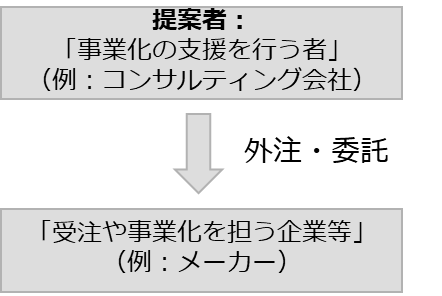 提案者：
「事業化の支援を行う者」
（例：コンサルティング会社）
外注・委託
「受注や事業化を担う企業等」
（例：メーカー）